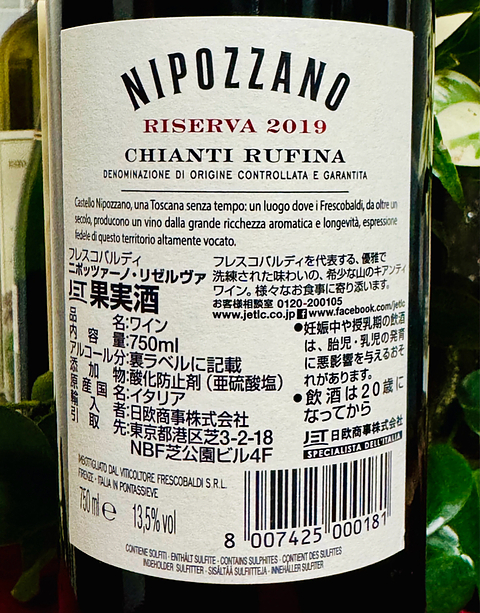 NIPOZZANO
RISERVA 2019
CHIANTI RUFINA
DENOMINAZIONE DI ORIGINE CONTROLLATA E GARANTITA
Castello Nipozzano, una Toscana senza tempo: un luogo dove i Frescobaldi, da oltre un
secolo, producono un vino dalla grande ricchezza aromatica e longevità, espressione
fedele di questo territorio altamente vocato.
フレスコバルディ
ニポッツァーノ・リゼルヴァ
JET果実酒
フレスコバルディを代表する、優雅で
洗練された味わいの、希少な山のキアンティ
ワイン。様々なお食事に寄り添います。
お客様相談室 0120-200105
www.jetlc.co.jp f www.facebook.com/jetlc
品名:ワイン
内容量:750ml
アルコール分:裏ラベルに記載
添加物:酸化防止剤(亜硫酸塩)
原産国名:イタリア
輸入者:日欧商事株式会社
引取先:東京都港区芝3-2-18
NBF芝公園ビル4F
●妊娠中や授乳期の飲酒
は、胎児・乳児の発育
に悪影響を与えるおそ
れがあります。
●飲酒は20歳に
なってから
JET日欧商事株式会社
SPECIALISTA DELL'ITALIA
IMBOTTIGLIATO DAL VITICOLTORE FRESCOBALDI S.R.L.
FIRENZE - ITALIA IN PONTASSIEVE
750 ml e 13,5% vol
8 007425 000181
CONTIENE SOLFITI - ENTHÄLT SULFITE - CONTAINS SULPHITES - CONTIENT DES SULFITES
INDEHOLDER SULFITTER - SISÄLTÄÄ SULFIITTEJA - INNEHÅLLER SULFITER